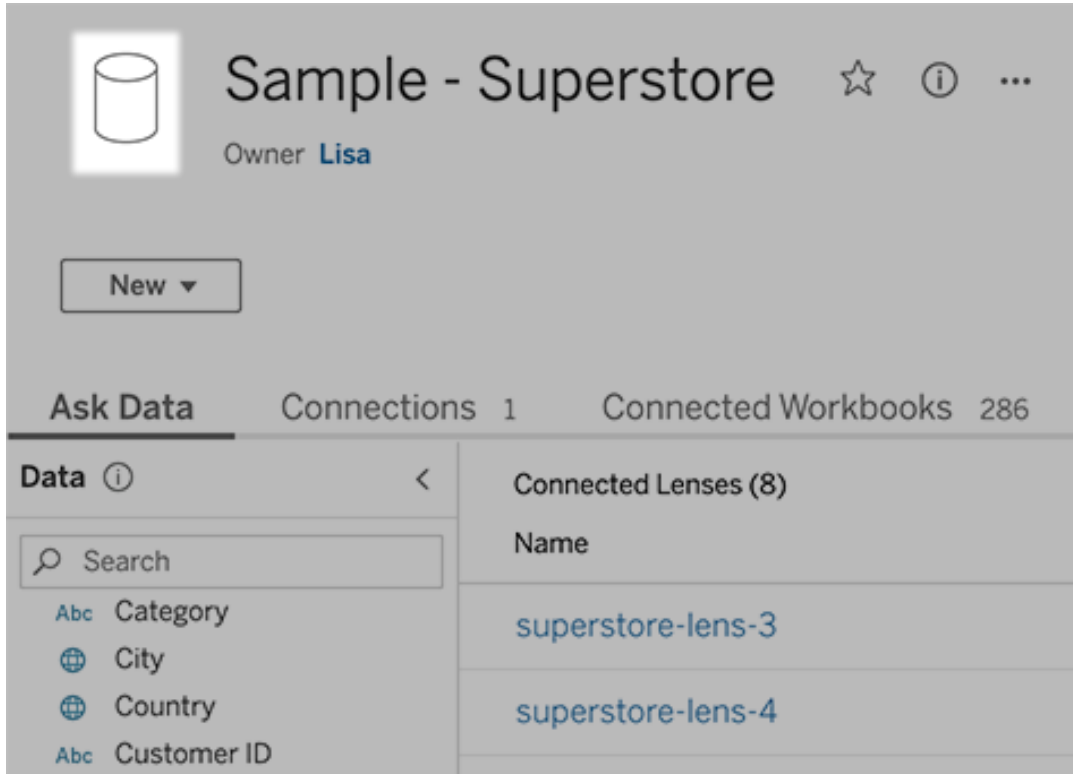 Sample - Superstore
Owner Lisa
New
Ask Data Connections 1 Connected Workbooks 286
Data
Connected Lenses (8)
Search
Name
Abc Category
City
Country
Abc Customer ID
superstore-lens-3
superstore-lens-4